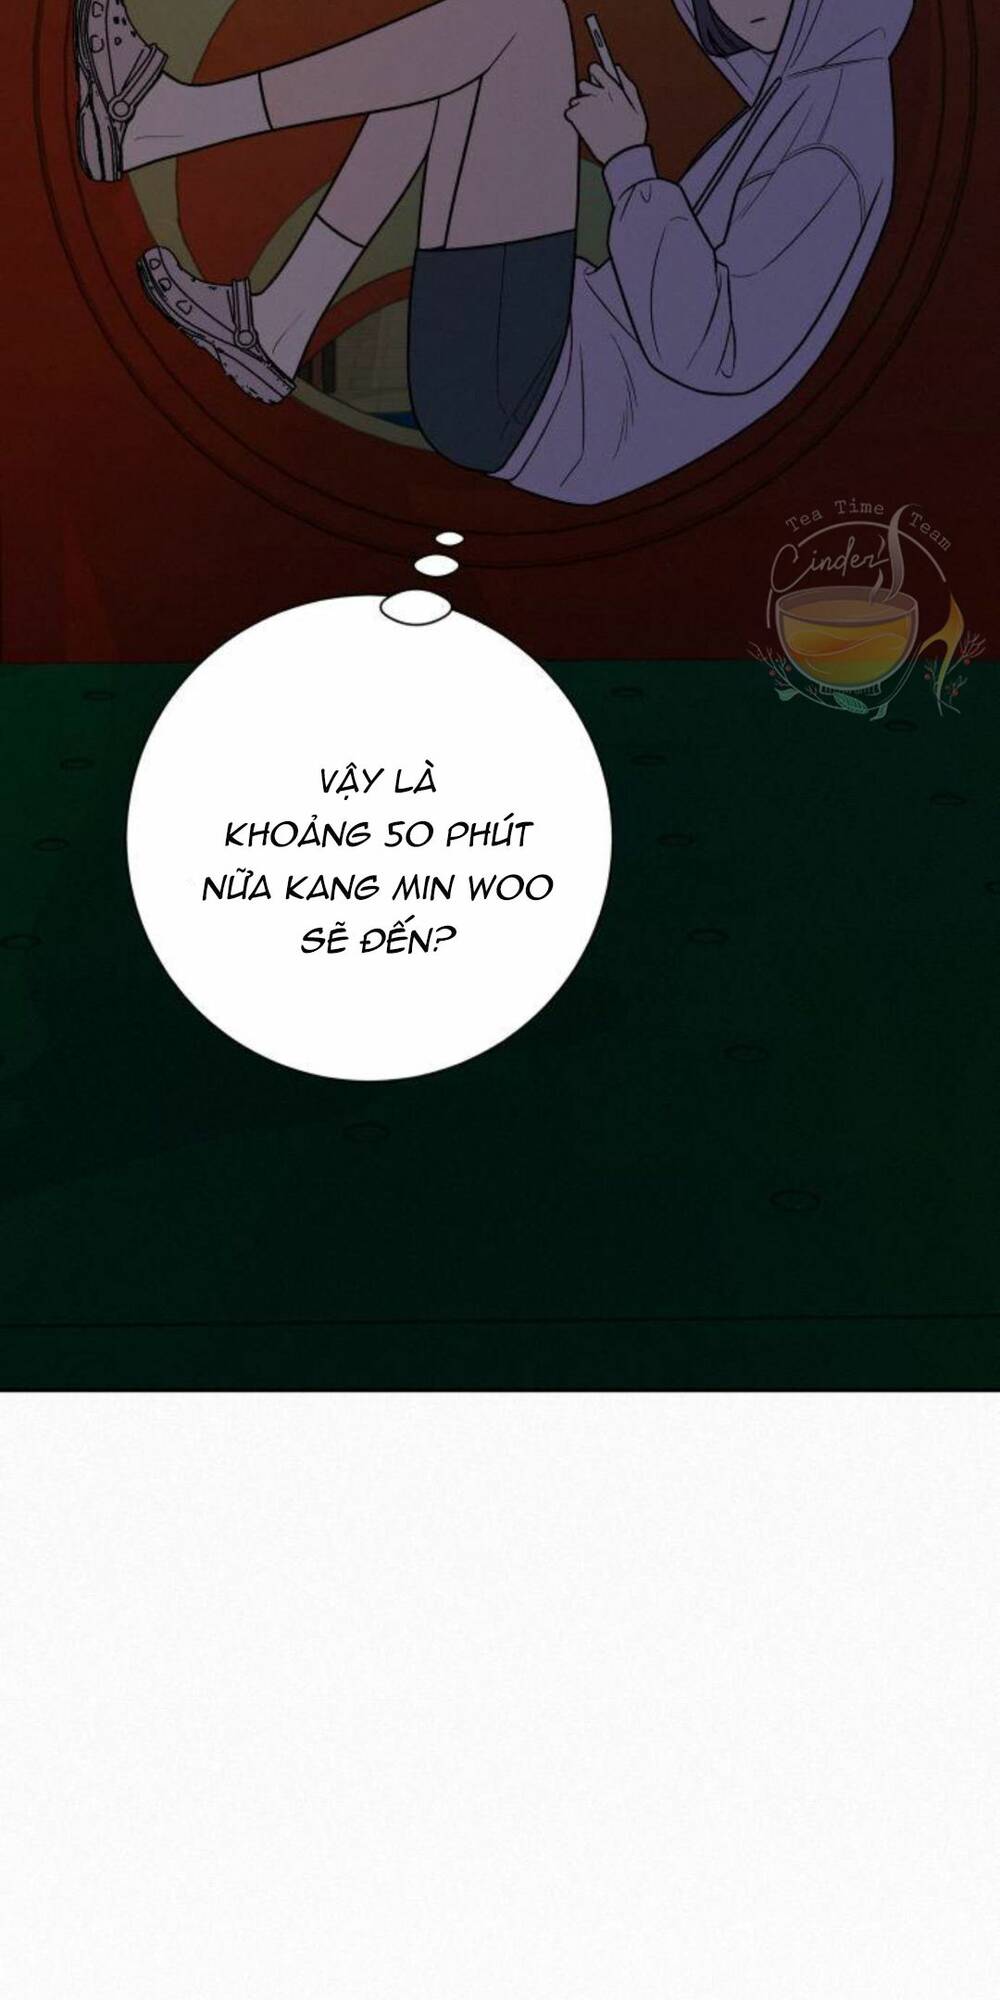 Tea Time Team
Cinder
VẬY LÀ
KHOẢNG 50 PHÚT
NỮA KANG MIN WOO
SẼ ĐẾN?